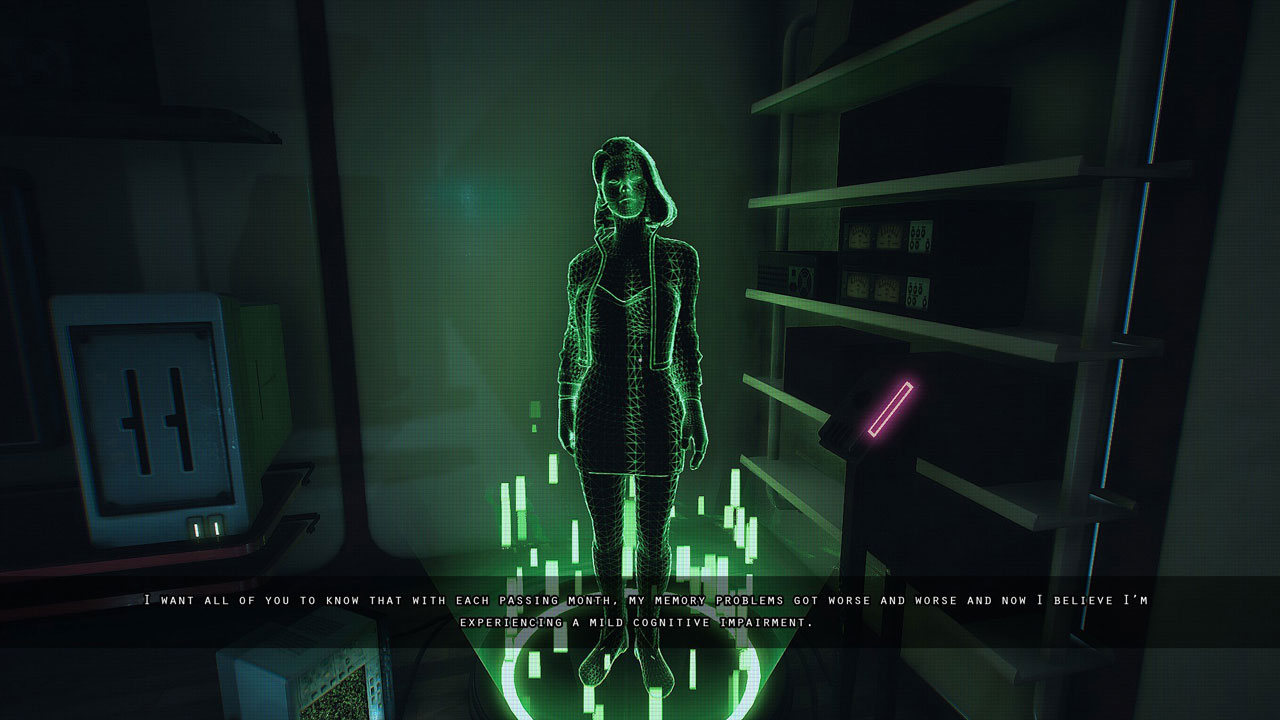 I WANT ALL OF YOU TO KNOW THAT WITH EACH PASSING MONTH, MY MEMORY PROBLEMS GOT WORSE AND WORSE AND NOW I BELIEVE I'M
EXPERIENCING A MILD COGNITIVE IMPAIRMENT.